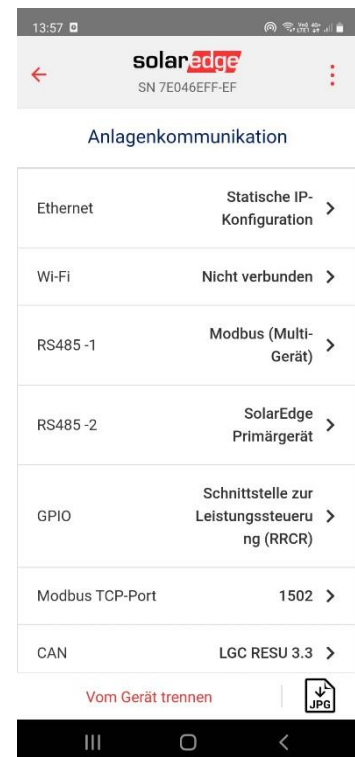 13:57
solaredge
SN 7E046EFF-EF
Anlagenkommunikation
Ethernet
Statische IP-
Konfiguration
Wi-Fi
Nicht verbunden
RS485 -1
Modbus (Multi-
Gerät)
RS485 -2
SolarEdge
Primärgerät
GPIO
Schnittstelle zur
Leistungssteueru
ng (RRCR)
Modbus TCP-Port
1502
CAN
LGC RESU 3.3
Vom Gerät trennen
JPG